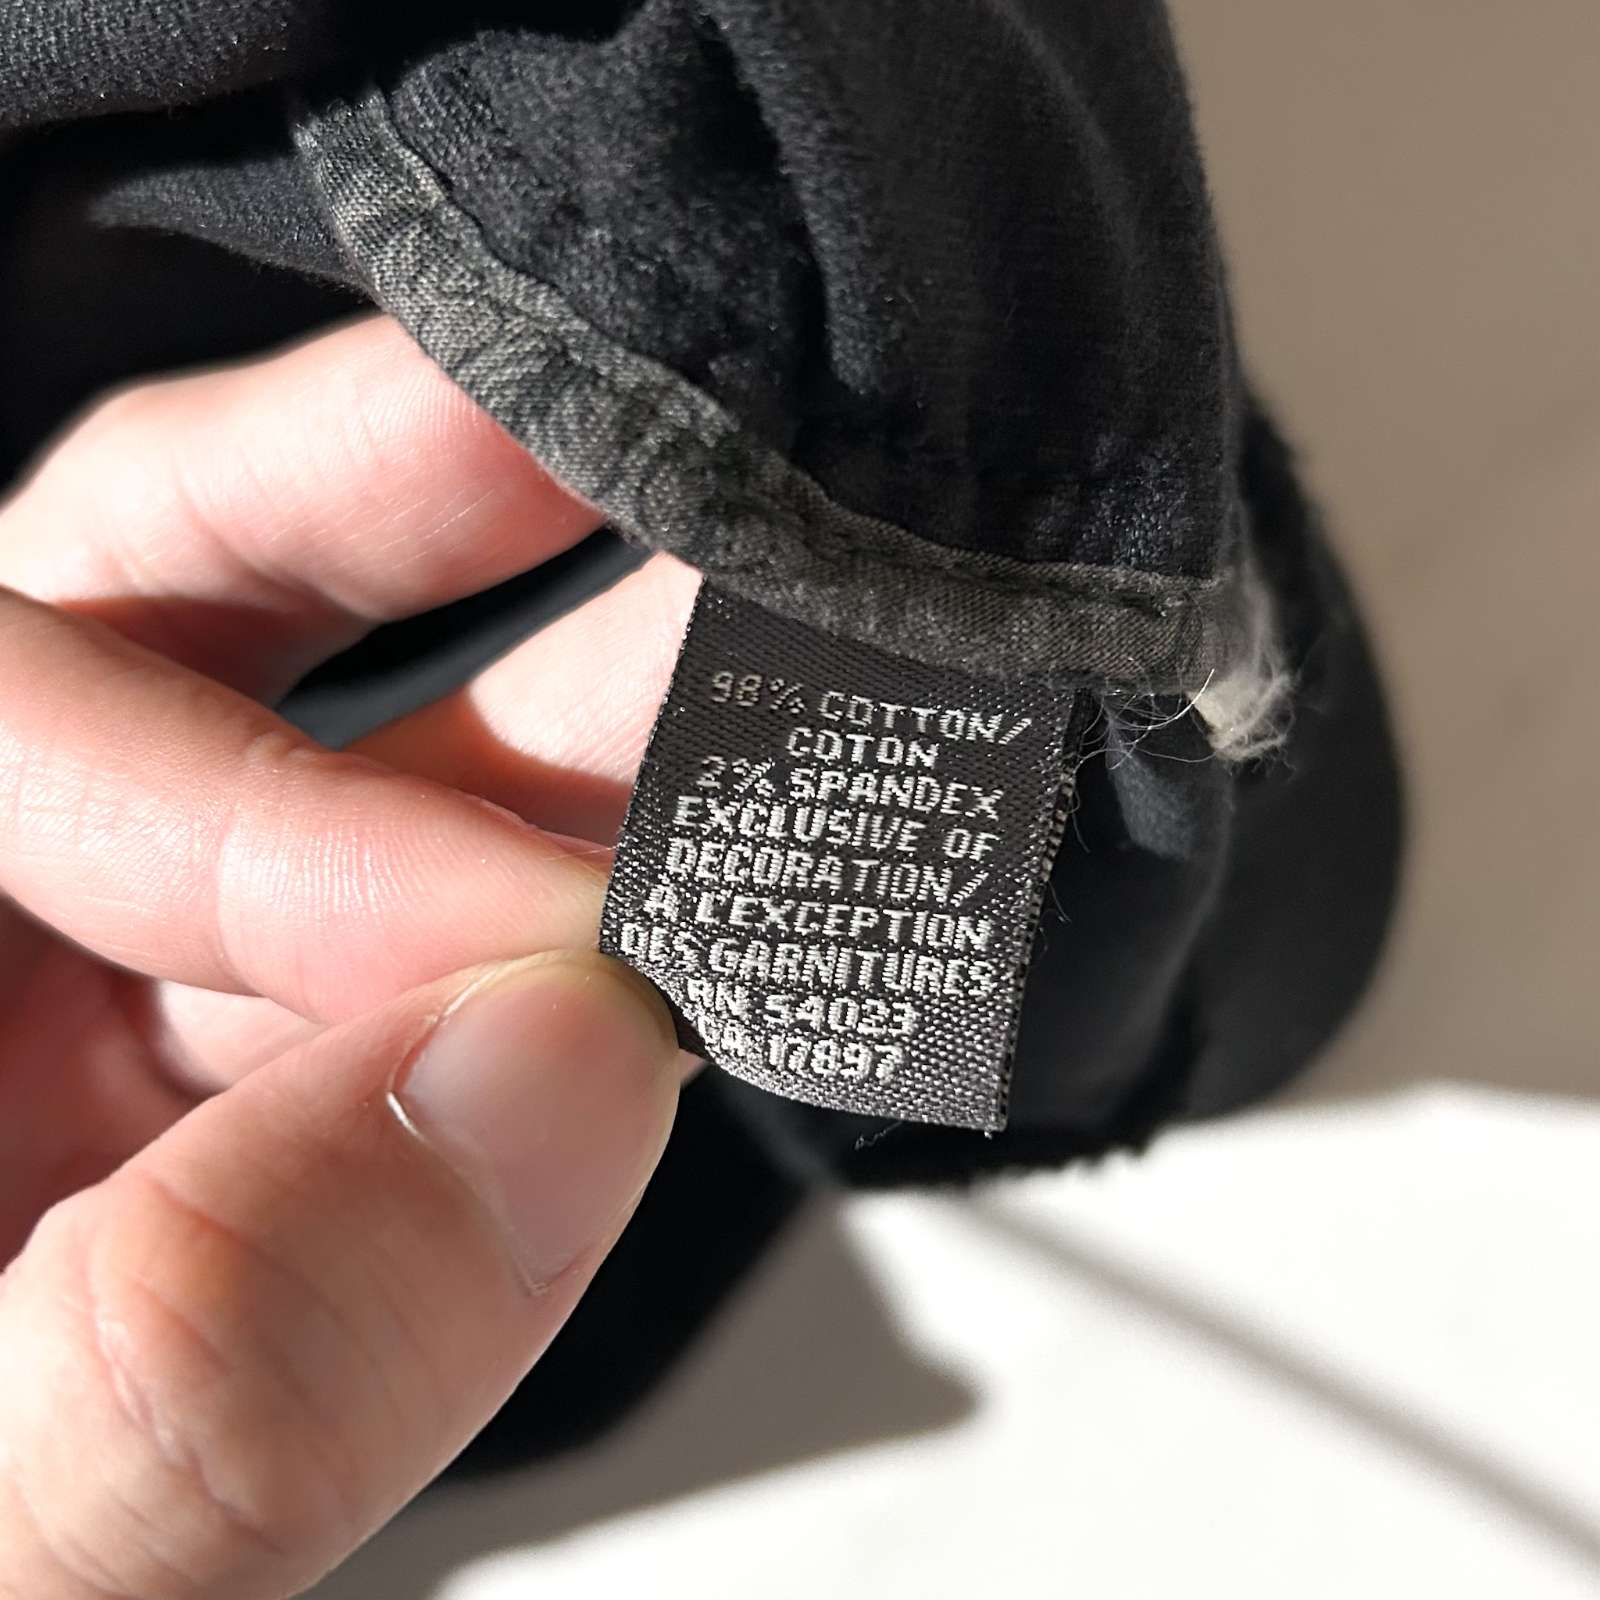 98% COTTON/
COTON
2% SPANDEX
EXCLUSIVE OF
DECORATION/
A L'EXCEPTION
DES GARNITURES
RN 54023
CA 17897